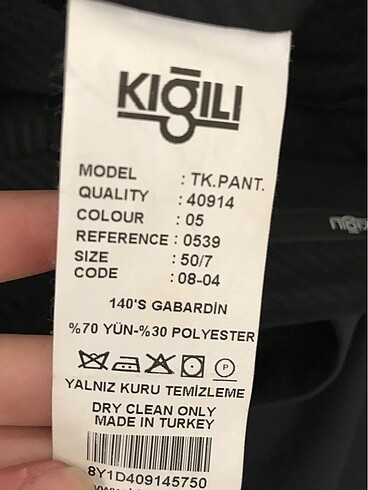 KIĞILI
MODEL : TK.PANT.
QUALITY : 40914
COLOUR : 05
REFERENCE : 0539
SIZE : 50/7
CODE : 08-04
140'S GABARDİN
%70 YÜN-%30 POLYESTER
P
YALNIZ KURU TEMİZLEME
DRY CLEAN ONLY
MADE IN TURKEY
8Y1D409145750